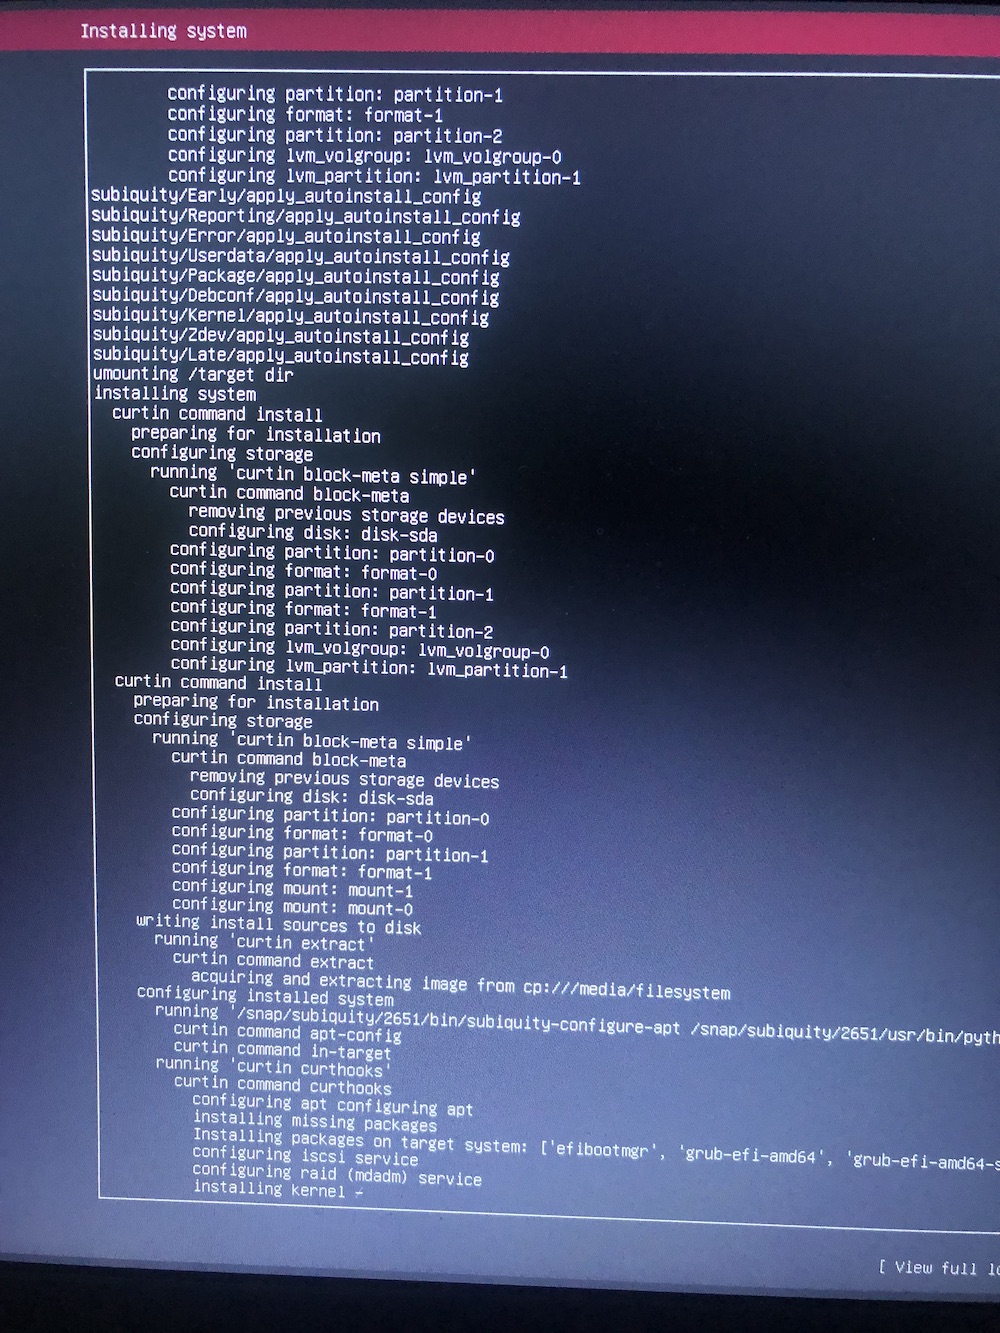 Installing system
configuring partition: partition-1
configuring format: format-1
configuring partition: partition-2
configuring lvm_volgroup: lvm_volgroup-0
configuring lvm_partition: lvm_partition-1
subiquity/Early/apply_autoinstall_config
subiquity/Reporting/apply_autoinstall_config
subiquity/Error/apply_autoinstall_config
subiquity/Userdata/apply_autoinstall_config
subiquity/Package/apply_autoinstall_config
subiquity/Debconf/apply_autoinstall_config
subiquity/Kernel/apply_autoinstall_config
subiquity/Zdev/apply_autoinstall_config
subiquity/Late/apply_autoinstall_config
umounting /target dir
installing system
curtin command install
preparing for installation
configuring storage
running 'curtin block-meta simple'
curtin command block-meta
removing previous storage devices
configuring disk: disk-sda
configuring partition: partition-0
configuring format: format-0
configuring partition: partition-1
configuring format: format-1
configuring partition: partition-2
configuring lvm_volgroup: lvm_volgroup-0
configuring lvm_partition: lvm_partition-1
curtin command install
preparing for installation
configuring storage
running 'curtin block-meta simple'
curtin command block-meta
removing previous storage devices
configuring disk: disk-sda
configuring partition: partition-0
configuring format: format-0
configuring partition: partition-1
configuring format: format-1
configuring mount: mount-1
configuring mount: mount-0
writing install sources to disk
running 'curtin extract'
curtin command extract
acquiring and extracting image from cp:///media/filesystem
configuring installed system
running '/snap/subiquity/2651/bin/subiquity-configure-apt /snap/subiquity/2651/usr/bin/pyth
curtin command apt-config
curtin command in-target
running 'curtin curthooks'
curtin command curthooks
configuring apt configuring apt
installing missing packages
Installing packages on target system: ['efibootmgr', 'grub-efi-amd64', 'grub-efi-amd64-s
configuring iscsi service
configuring raid (mdadm) service
installing kernel -
[ View full lo